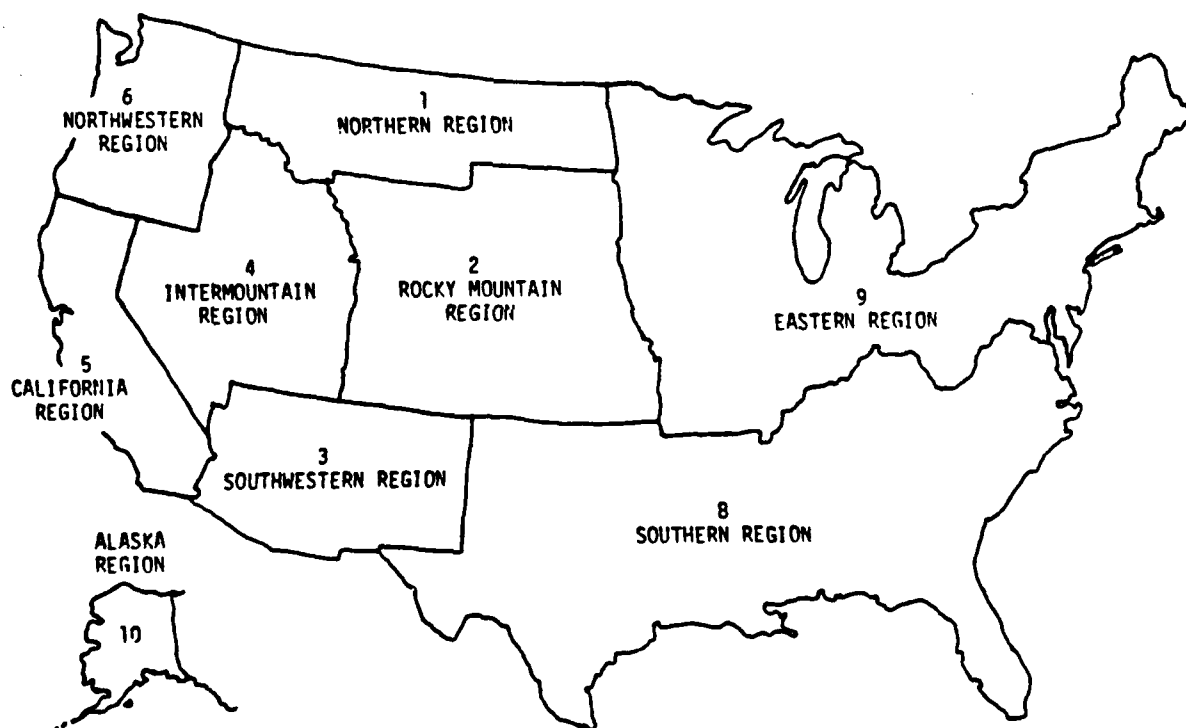 6
NORTHWESTERN
REGION
1
NORTHERN REGION
4
INTERMOUNTAIN
REGION
2
ROCKY MOUNTAIN
REGION
9
EASTERN REGION
5
CALIFORNIA
REGION
3
SOUTHWESTERN REGION
8
SOUTHERN REGION
ALASKA
REGION
10